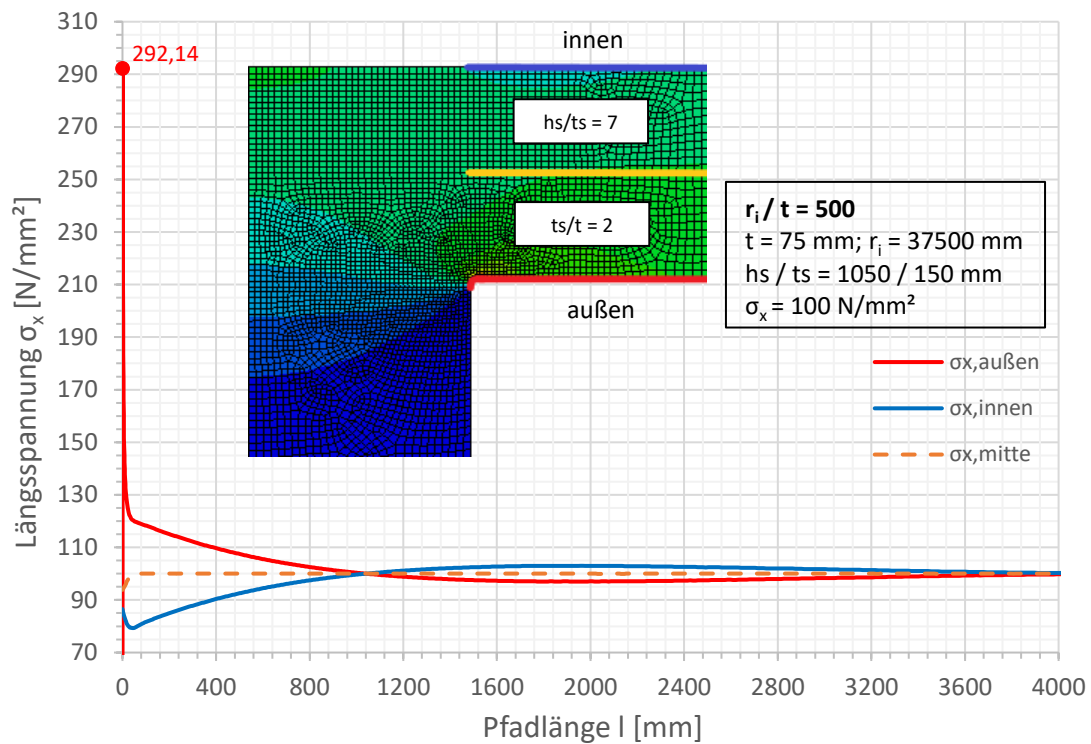 310
290
270
250
230
210
190
170
150
130
110
90
70
Längsspannung σₓ [N/mm²]
292,14
innen
hs/ts = 7
ts/t = 2
außen
rᵢ / t = 500
t = 75 mm; rᵢ = 37500 mm
hs / ts = 1050 / 150 mm
σₓ = 100 N/mm²
σx,außen
σx,innen
σx,mitte
0 400 800 1200 1600 2000 2400 2800 3200 3600 4000
Pfadlänge l [mm]